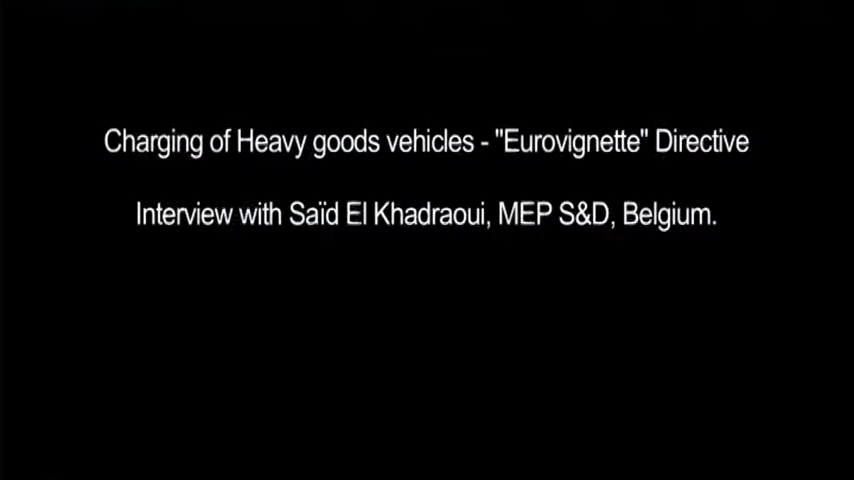 Charging of Heavy goods vehicles - "Eurovignette" Directive
Interview with Saïd El Khadraoui, MEP S&D, Belgium.